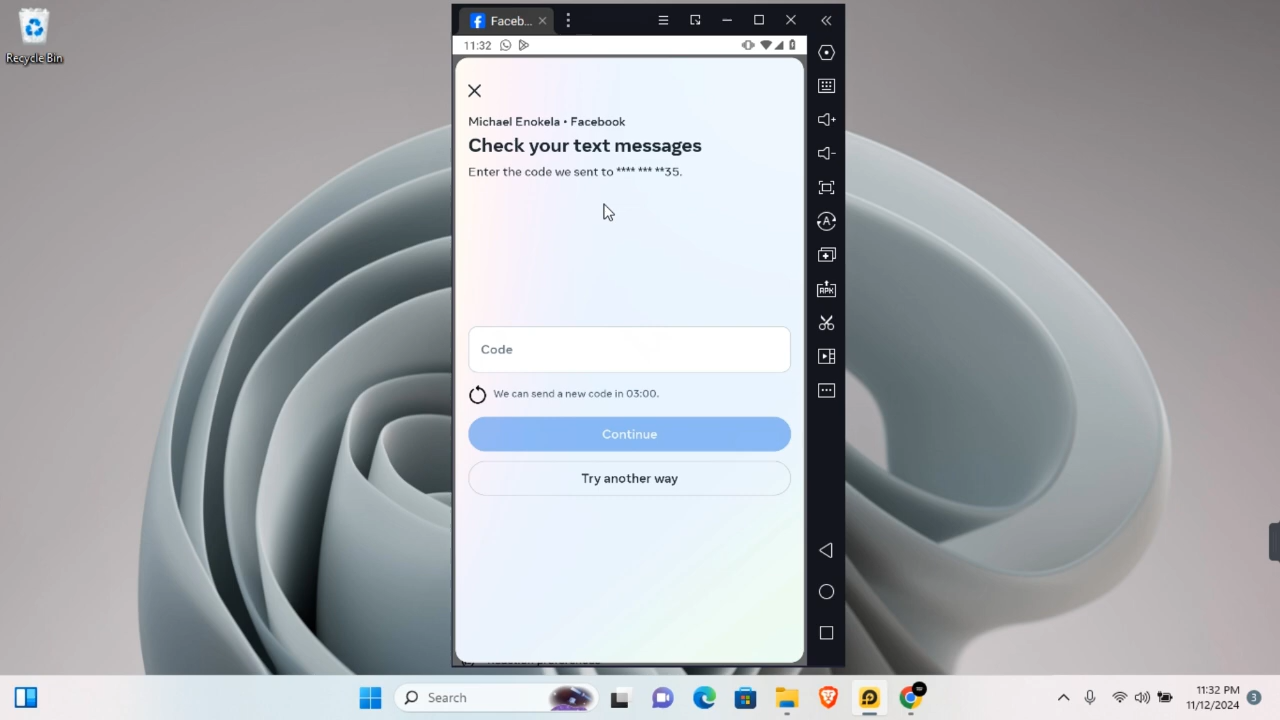 Recycle Bin
Faceb...
11:32
Michael Enokela • Facebook
Check your text messages
Enter the code we sent to **** *** **35.
Code
We can send a new code in 03:00.
Continue
Try another way
A
APK
Search
11:32 PM
11/12/2024
3